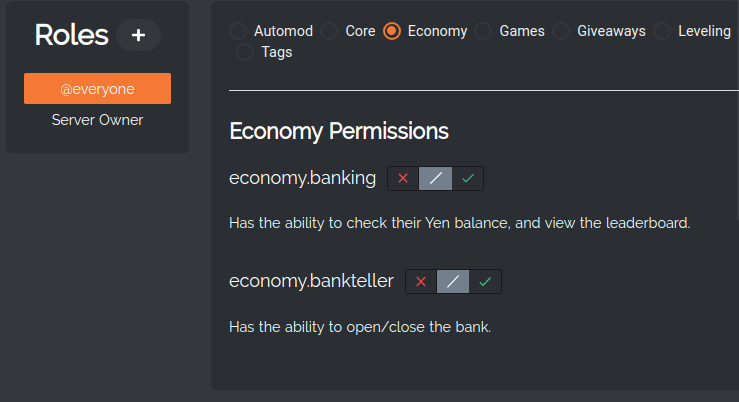 Roles +
@everyone
Server Owner
Automod Core Economy Games Giveaways Leveling
Tags
Economy Permissions
economy.banking
Has the ability to check their Yen balance, and view the leaderboard.
economy.bankteller
Has the ability to open/close the bank.